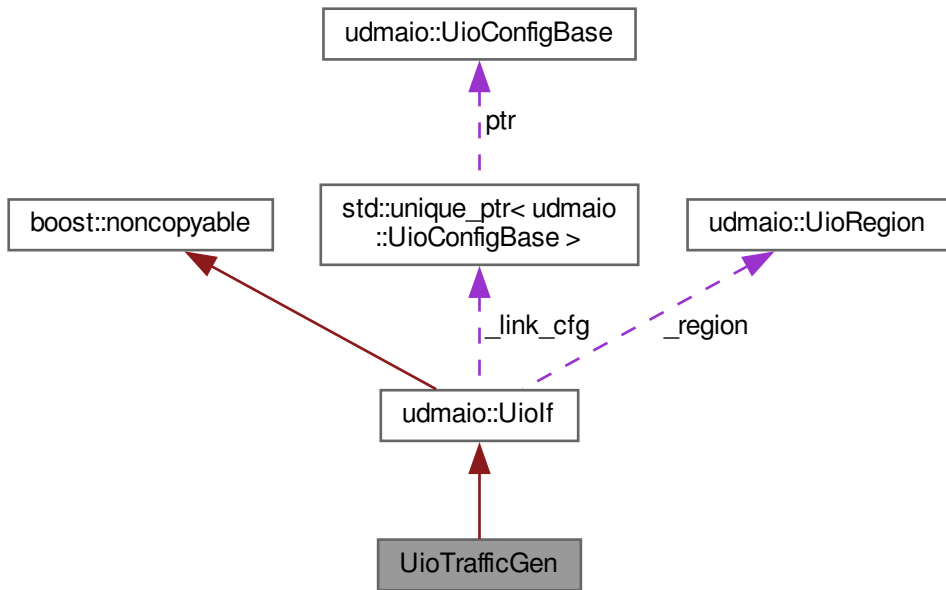 udmaio::UioConfigBase
ptr
boost::noncopyable
std::unique_ptr< udmaio
::UioConfigBase >
udmaio::UioRegion
_link_cfg
_region
udmaio::UioIf
UioTrafficGen